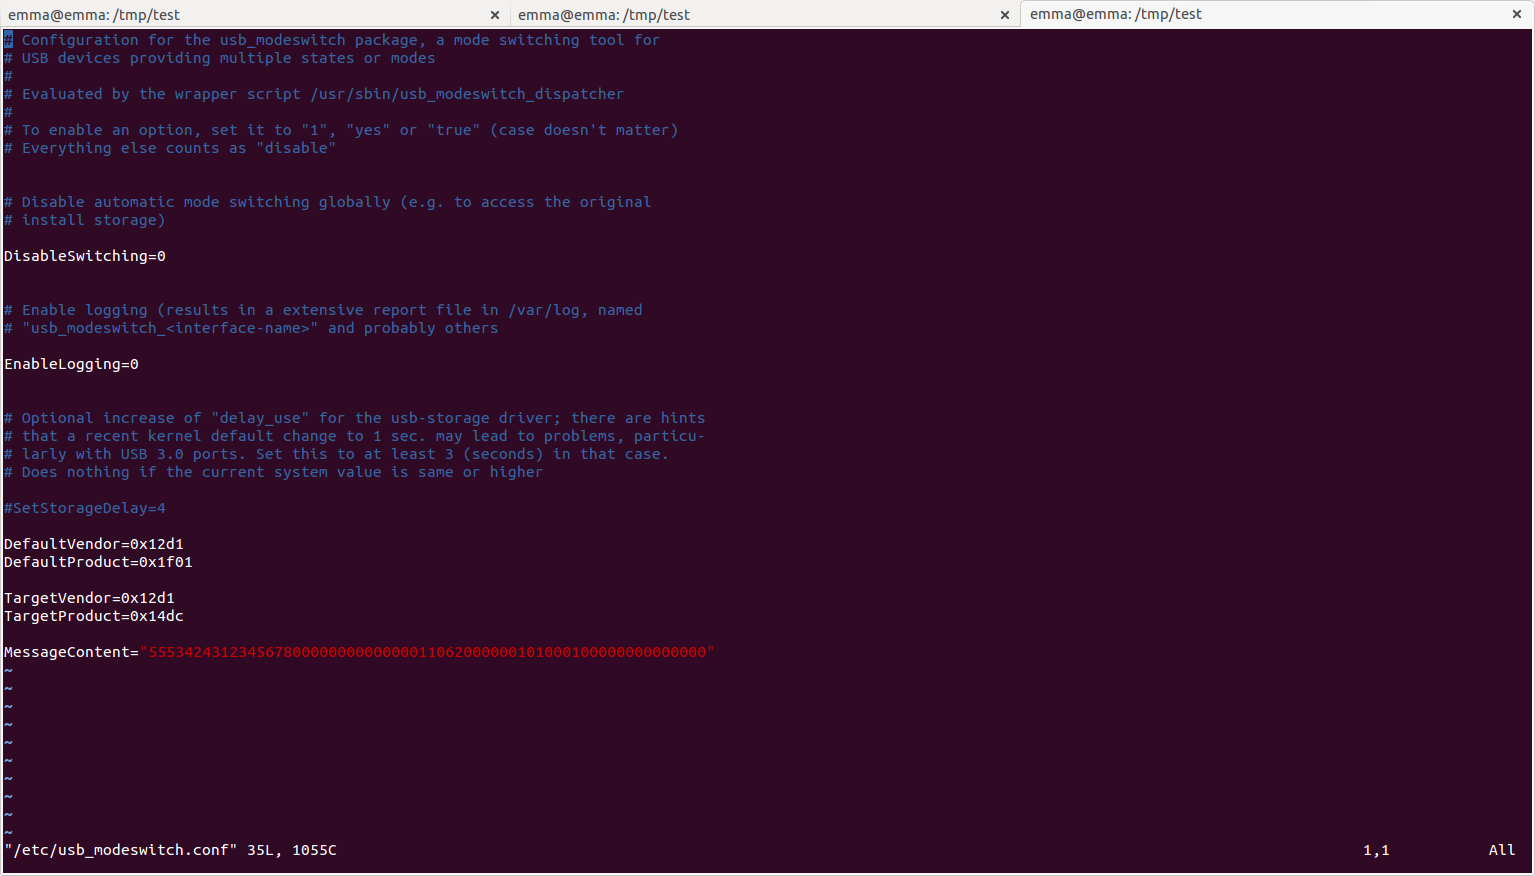 emma@emma: /tmp/test × emma@emma: /tmp/test × emma@emma: /tmp/test ×
# Configuration for the usb_modeswitch package, a mode switching tool for
# USB devices providing multiple states or modes
#
# Evaluated by the wrapper script /usr/sbin/usb_modeswitch_dispatcher
#
# To enable an option, set it to "1", "yes" or "true" (case doesn't matter)
# Everything else counts as "disable"
# Disable automatic mode switching globally (e.g. to access the original
# install storage)
DisableSwitching=0
# Enable logging (results in a extensive report file in /var/log, named
# "usb_modeswitch_<interface-name>" and probably others
EnableLogging=0
# Optional increase of "delay_use" for the usb-storage driver; there are hints
# that a recent kernel default change to 1 sec. may lead to problems, particu-
# larly with USB 3.0 ports. Set this to at least 3 (seconds) in that case.
# Does nothing if the current system value is same or higher
#SetStorageDelay=4
DefaultVendor=0x12d1
DefaultProduct=0x1f01
TargetVendor=0x12d1
TargetProduct=0x14dc
MessageContent="55534243123456780000000000000011062000000101000100000000000000"
~
~
~
~
~
~
~
~
~
~
"/etc/usb_modeswitch.conf" 35L, 1055C 1,1 All